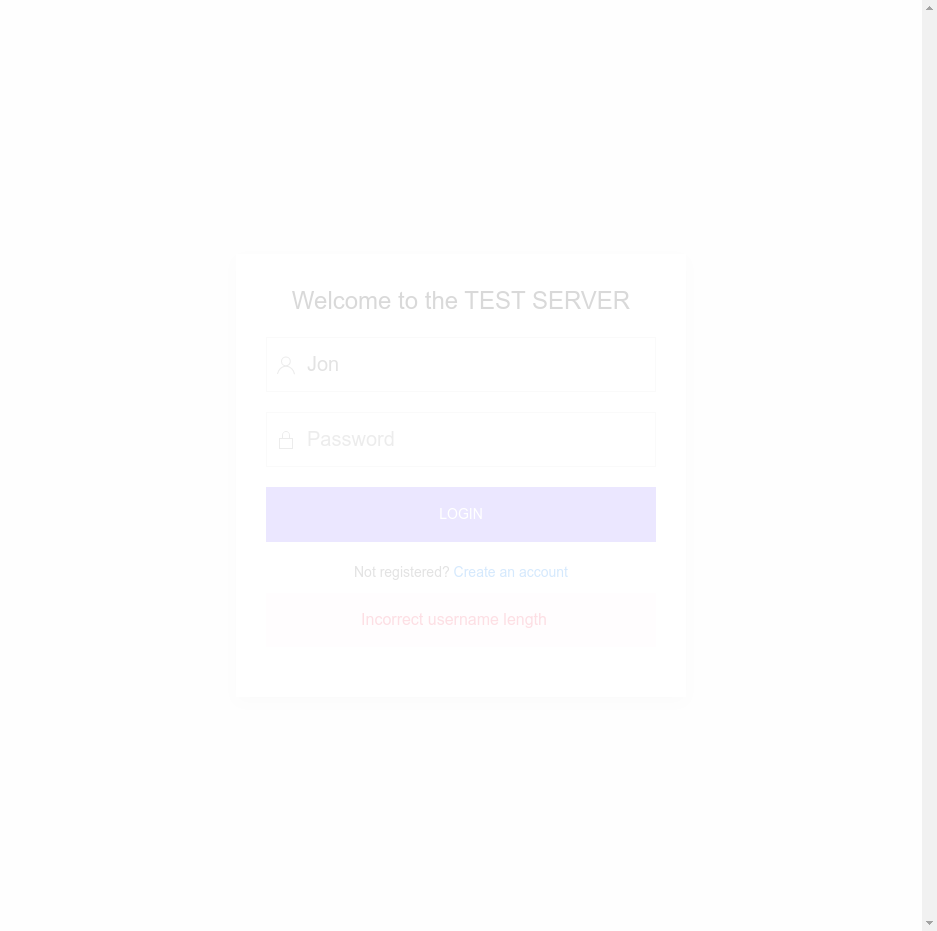 Welcome to the TEST SERVER
Jon
Password
LOGIN
Not registered? Create an account
Incorrect username length